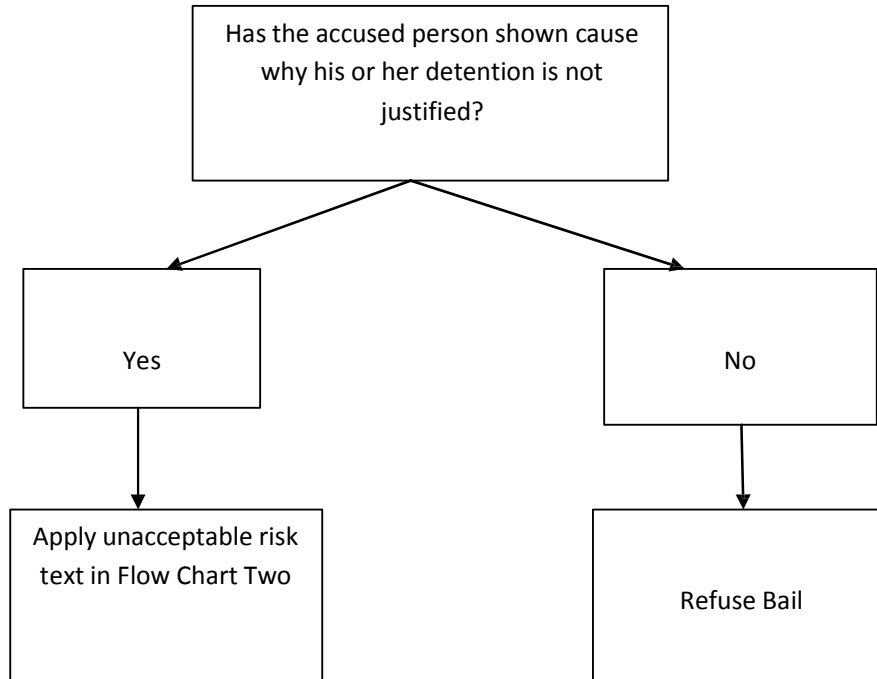 Has the accused person shown cause
why his or her detention is not
justified?
Yes
No
Apply unacceptable risk
text in Flow Chart Two
Refuse Bail